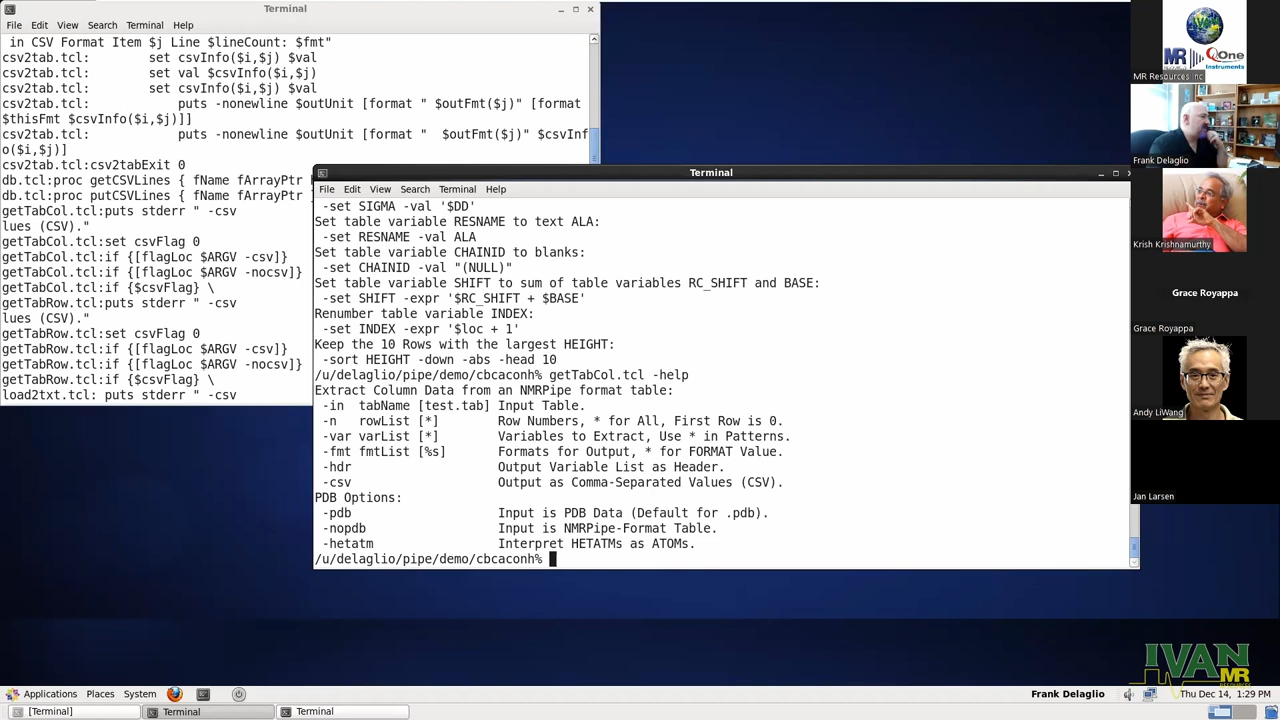 Terminal
File Edit View Search Terminal Help
in CSV Format Item $j Line $lineCount: $fmt"
csv2tab.tcl: set csvInfo($i,$j) $val
csv2tab.tcl: set val $csvInfo($i,$j)
csv2tab.tcl: set csvInfo($i,$j) $val
csv2tab.tcl: puts -nonewline $outUnit [format " $outFmt($j)" [format
$thisFmt $csvInfo($i,$j)]]
csv2tab.tcl: puts -nonewline $outUnit [format " $outFmt($j)" $csvInf
o($i,$j)]
csv2tab.tcl:csv2tabExit 0
db.tcl:proc getCSVLines { fName fArrayPtr
db.tcl:proc putCSVLines { fName fArrayPtr
getTabCol.tcl:puts stderr " -csv
lues (CSV)."
getTabCol.tcl:set csvFlag 0
getTabCol.tcl:if {[flagLoc $ARGV -csv]}
getTabCol.tcl:if {[flagLoc $ARGV -nocsv]}
getTabCol.tcl:if {$csvFlag} \
getTabRow.tcl:puts stderr " -csv
lues (CSV)."
getTabRow.tcl:set csvFlag 0
getTabRow.tcl:if {[flagLoc $ARGV -csv]}
getTabRow.tcl:if {[flagLoc $ARGV -nocsv]}
getTabRow.tcl:if {$csvFlag} \
load2txt.tcl: puts stderr " -csv
Terminal
File Edit View Search Terminal Help
-set SIGMA -val '$DD'
Set table variable RESNAME to text ALA:
-set RESNAME -val ALA
Set table variable CHAINID to blanks:
-set CHAINID -val "(NULL)"
Set table variable SHIFT to sum of table variables RC_SHIFT and BASE:
-set SHIFT -expr '$RC_SHIFT + $BASE'
Renumber table variable INDEX:
-set INDEX -expr '$loc + 1'
Keep the 10 Rows with the largest HEIGHT:
-sort HEIGHT -down -abs -head 10
/u/delaglio/pipe/demo/cbcaconh% getTabCol.tcl -help
Extract Column Data from an NMRPipe format table:
-in tabName [test.tab] Input Table.
-n rowList [*] Row Numbers, * for All, First Row is 0.
-var varList [*] Variables to Extract, Use * in Patterns.
-fmt fmtList [%s] Formats for Output, * for FORMAT Value.
-hdr Output Variable List as Header.
-csv Output as Comma-Separated Values (CSV).
PDB Options:
-pdb Input is PDB Data (Default for .pdb).
-nopdb Input is NMRPipe-Format Table.
-hetatm Interpret HETATMs as ATOMs.
/u/delaglio/pipe/demo/cbcaconh%
MR
QOne
Instruments
MR Resources Inc
Frank Delaglio
Krish Krishnamurthy
Grace Royappa
Grace Royappa
Andy LiWang
Jan Larsen
IVAN
MR
RESOURCES
Applications Places System
Frank Delaglio
Thu Dec 14, 1:29 PM
[Terminal]
Terminal
Terminal